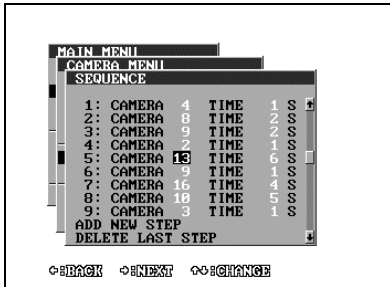 MAIN MENU
CAMERA MENU
SEQUENCE
1: CAMERA 4 TIME 1 S
2: CAMERA 8 TIME 2 S
3: CAMERA 9 TIME 2 S
4: CAMERA 2 TIME 1 S
5: CAMERA 13 TIME 6 S
6: CAMERA 9 TIME 1 S
7: CAMERA 16 TIME 4 S
8: CAMERA 10 TIME 5 S
9: CAMERA 3 TIME 1 S
ADD NEW STEP
DELETE LAST STEP
←:BACK →:NEXT ↑↓:CHANGE